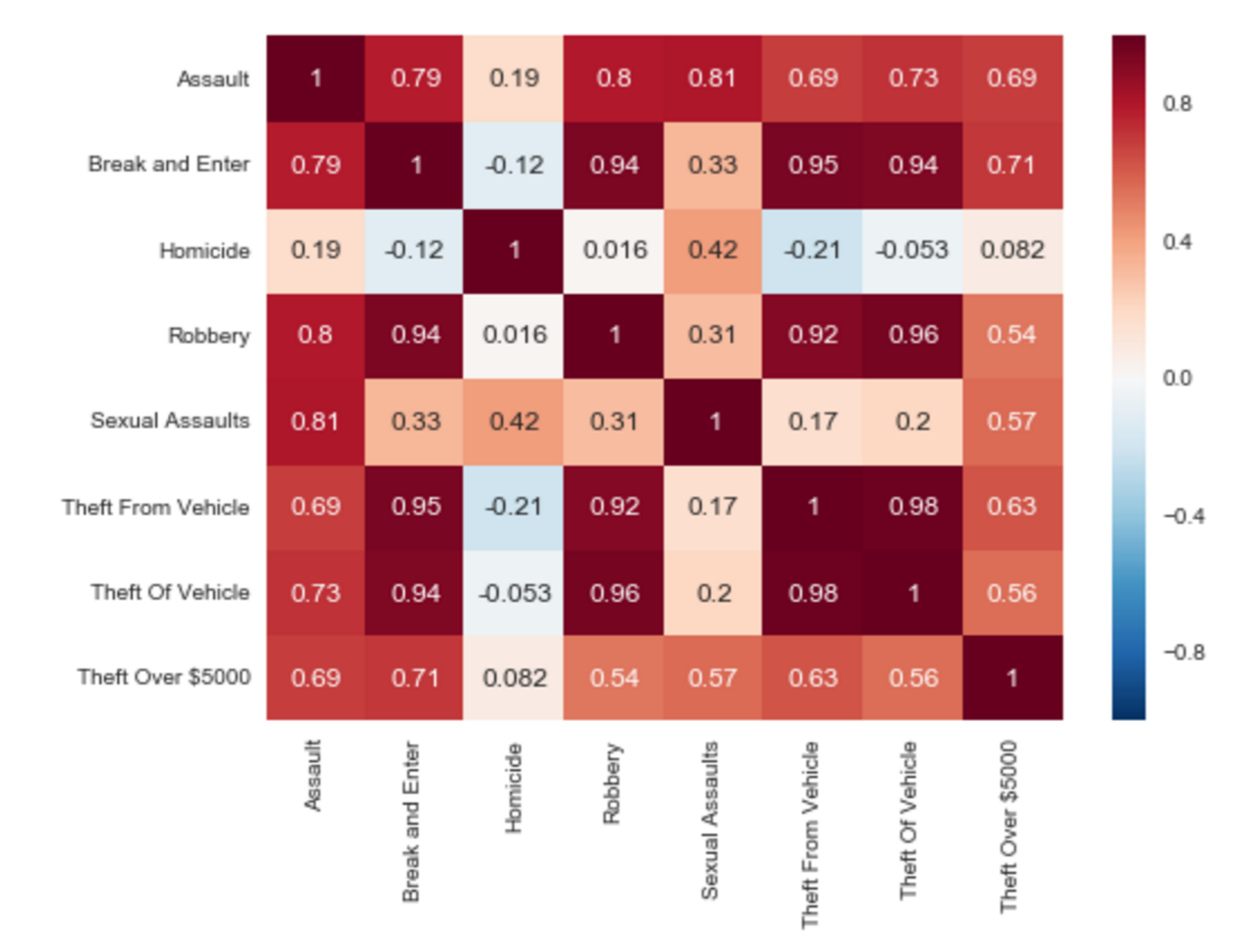 Assault 1 0.79 0.19 0.8 0.81 0.69 0.73 0.69
Break and Enter 0.79 1 -0.12 0.94 0.33 0.95 0.94 0.71
Homicide 0.19 -0.12 1 0.016 0.42 -0.21 -0.053 0.082
Robbery 0.8 0.94 0.016 1 0.31 0.92 0.96 0.54
Sexual Assaults 0.81 0.33 0.42 0.31 1 0.17 0.2 0.57
Theft From Vehicle 0.69 0.95 -0.21 0.92 0.17 1 0.98 0.63
Theft Of Vehicle 0.73 0.94 -0.053 0.96 0.2 0.98 1 0.56
Theft Over $5000 0.69 0.71 0.082 0.54 0.57 0.63 0.56 1
Assault
Break and Enter
Homicide
Robbery
Sexual Assaults
Theft From Vehicle
Theft Of Vehicle
Theft Over $5000
0.8
0.4
0.0
−0.4
−0.8